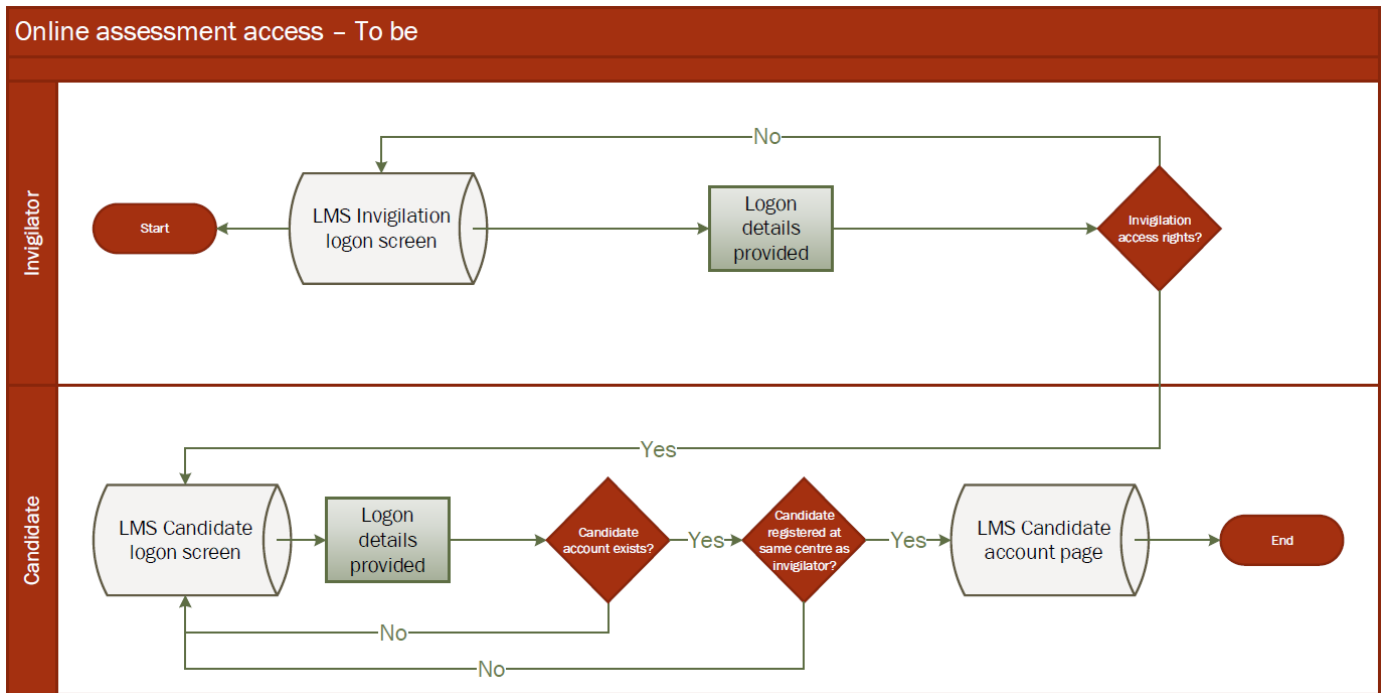 Online assessment access – To be
Invigilator
No
Start
LMS Invigilation
logon screen
Logon
details
provided
Invigilation
access rights?
Yes
Candidate
LMS Candidate
logon screen
Logon
details
provided
Candidate
account exists?
Yes
Candidate
registered at
same centre as
invigilator?
Yes
LMS Candidate
account page
End
No
No